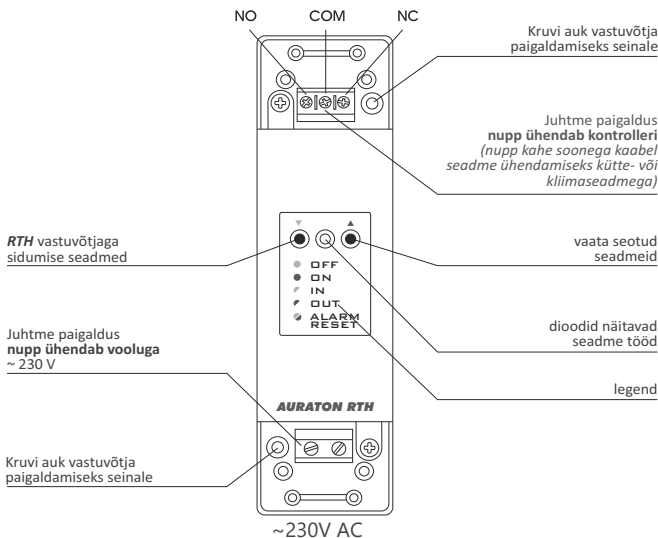 NO COM NC
Kruvi auk vastuvõtja
paigaldamiseks seinale
Juhtme paigaldus
nupp ühendab kontrolleri
(nupp kahe soonega kaabel
seadme ühendamiseks kütte- või
kliimaseadmega)
RTH vastuvõtjaga
sidumise seadmed
vaata seotud
seadmeid
OFF
ON
IN
OUT
ALARM
RESET
dioodid näitavad
seadme tööd
legend
Juhtme paigaldus
nupp ühendab vooluga
~ 230 V
AURATON RTH
Kruvi auk vastuvõtja
paigaldamiseks seinale
~230V AC